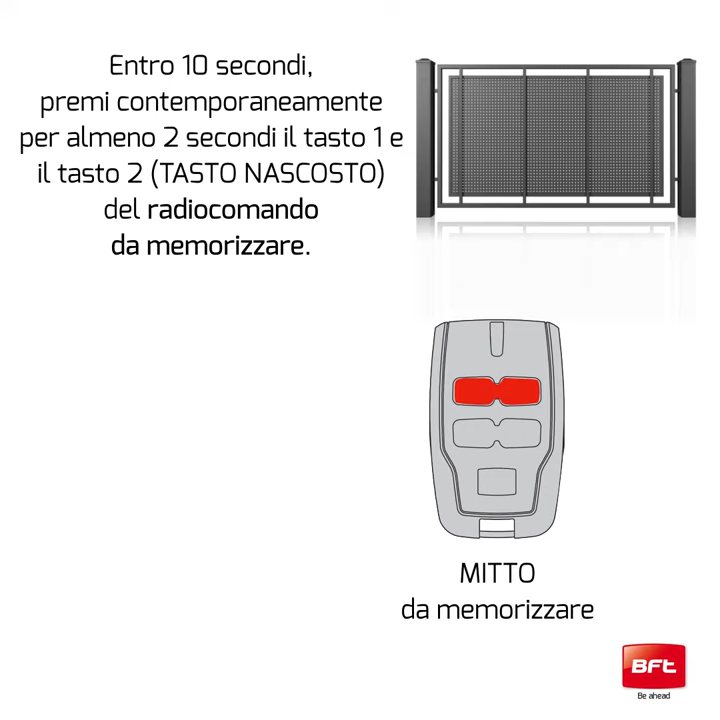 Entro 10 secondi,
premi contemporaneamente
per almeno 2 secondi il tasto 1 e
il tasto 2 (TASTO NASCOSTO)
del radiocomando
da memorizzare.
MITTO
da memorizzare
BFT
Be ahead